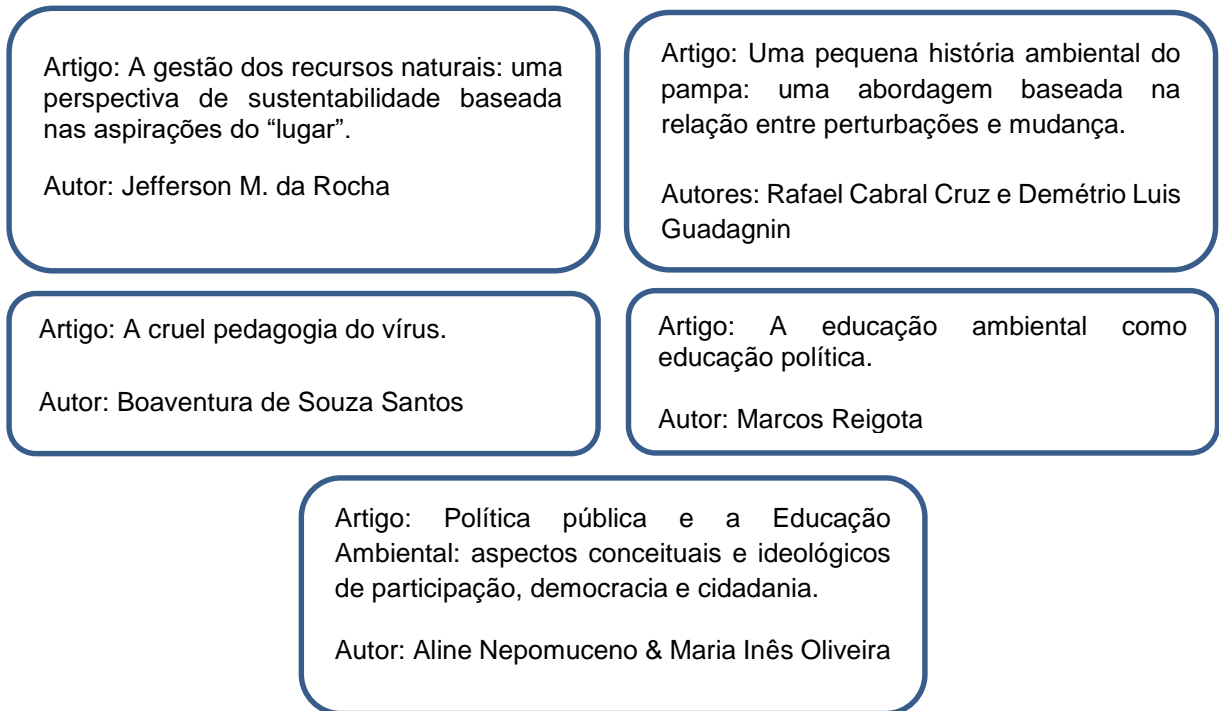 Artigo: A gestão dos recursos naturais: uma
perspectiva de sustentabilidade baseada
nas aspirações do “lugar”.
Autor: Jefferson M. da Rocha
Artigo: Uma pequena história ambiental do
pampa: uma abordagem baseada na
relação entre perturbações e mudança.
Autores: Rafael Cabral Cruz e Demétrio Luis
Guadagnin
Artigo: A cruel pedagogia do vírus.
Autor: Boaventura de Souza Santos
Artigo: A educação ambiental como
educação política.
Autor: Marcos Reigota
Artigo: Política pública e a Educação
Ambiental: aspectos conceituais e ideológicos
de participação, democracia e cidadania.
Autor: Aline Nepomuceno & Maria Inês Oliveira